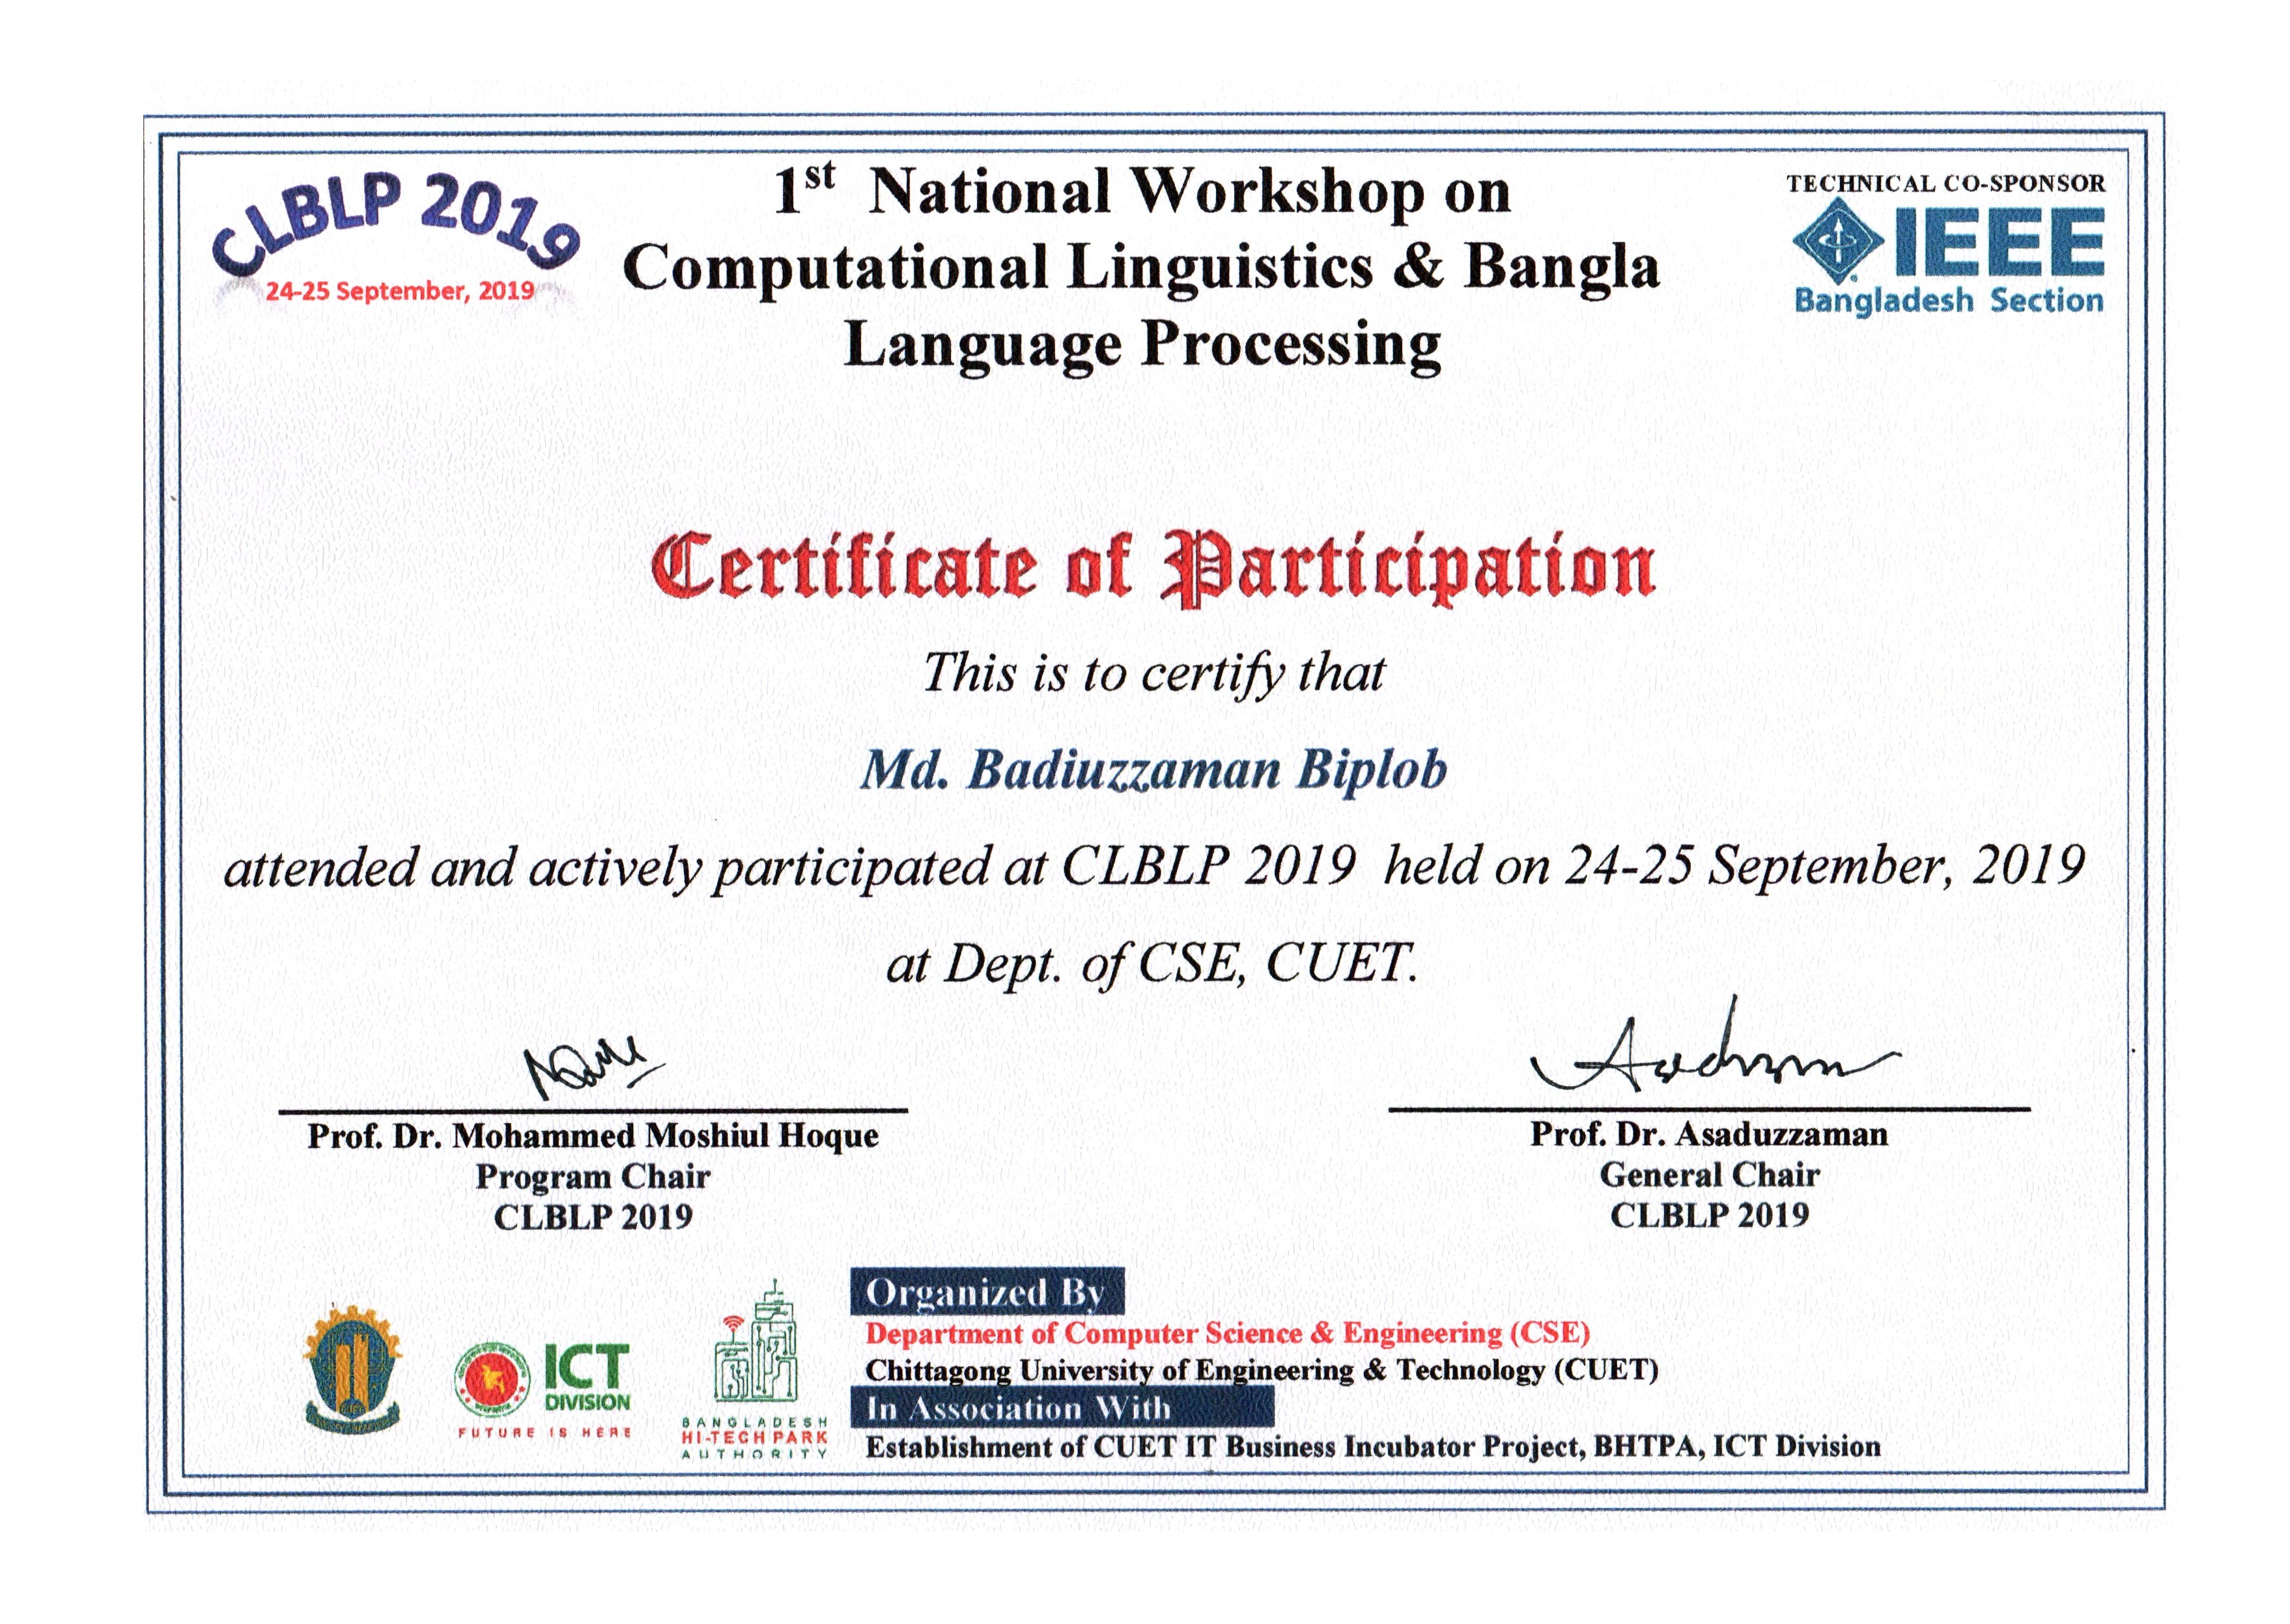 CLBLP 2019
24-25 September, 2019
1st National Workshop on
Computational Linguistics & Bangla
Language Processing
TECHNICAL CO-SPONSOR
IEEE
Bangladesh Section
Certificate of Participation
This is to certify that
Md. Badiuzzaman Biplob
attended and actively participated at CLBLP 2019 held on 24-25 September, 2019
at Dept. of CSE, CUET.
Prof. Dr. Mohammed Moshiul Hoque
Program Chair
CLBLP 2019
Prof. Dr. Asaduzzaman
General Chair
CLBLP 2019
ICT
DIVISION
FUTURE IS HERE
BANGLADESH
HI-TECH PARK
AUTHORITY
Organized By
Department of Computer Science & Engineering (CSE)
Chittagong University of Engineering & Technology (CUET)
In Association With
Establishment of CUET IT Business Incubator Project, BHTPA, ICT Division